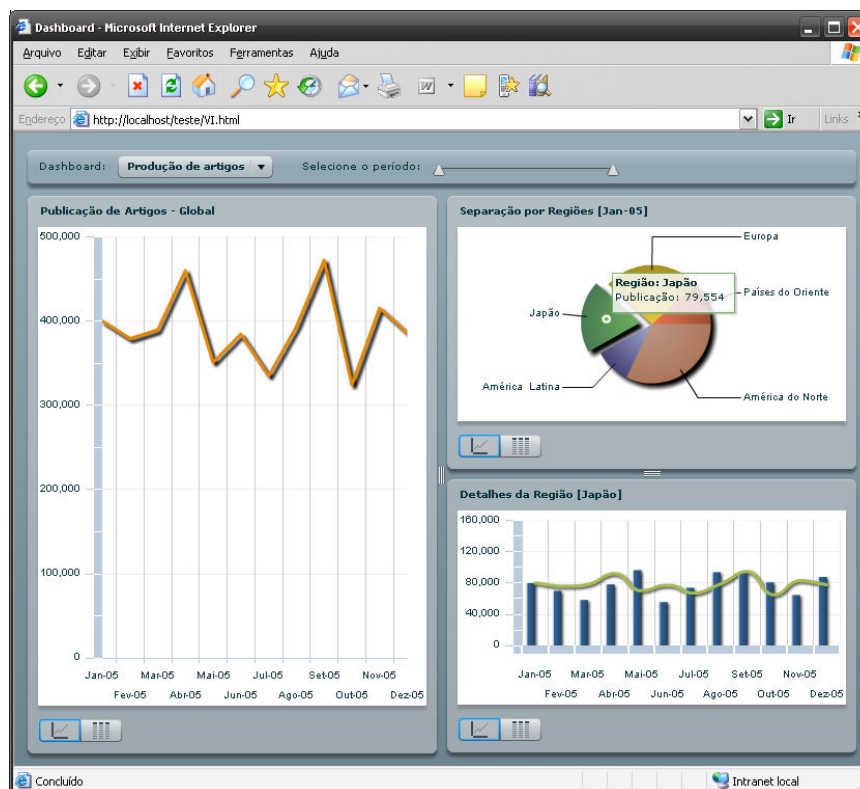 Dashboard - Microsoft Internet Explorer
Arquivo Editar Exibir Favoritos Ferramentas Ajuda
Endereço http://localhost/teste/VI.html Ir Links
Dashboard: Produção de artigos Selecione o período:
Publicação de Artigos - Global
500,000
400,000
300,000
200,000
100,000
0
Jan-05 Mar-05 Mai-05 Jul-05 Set-05 Nov-05
Fev-05 Abr-05 Jun-05 Ago-05 Out-05 Dez-05
Separação por Regiões [Jan-05]
Europa
Região: Japão
Publicação: 79,554
Países do Oriente
Japão
América Latina
América do Norte
Detalhes da Região [Japão]
160,000
120,000
80,000
40,000
0
Jan-05 Mar-05 Mai-05 Jul-05 Set-05 Nov-05
Fev-05 Abr-05 Jun-05 Ago-05 Out-05 Dez-05
Concluído
Intranet local